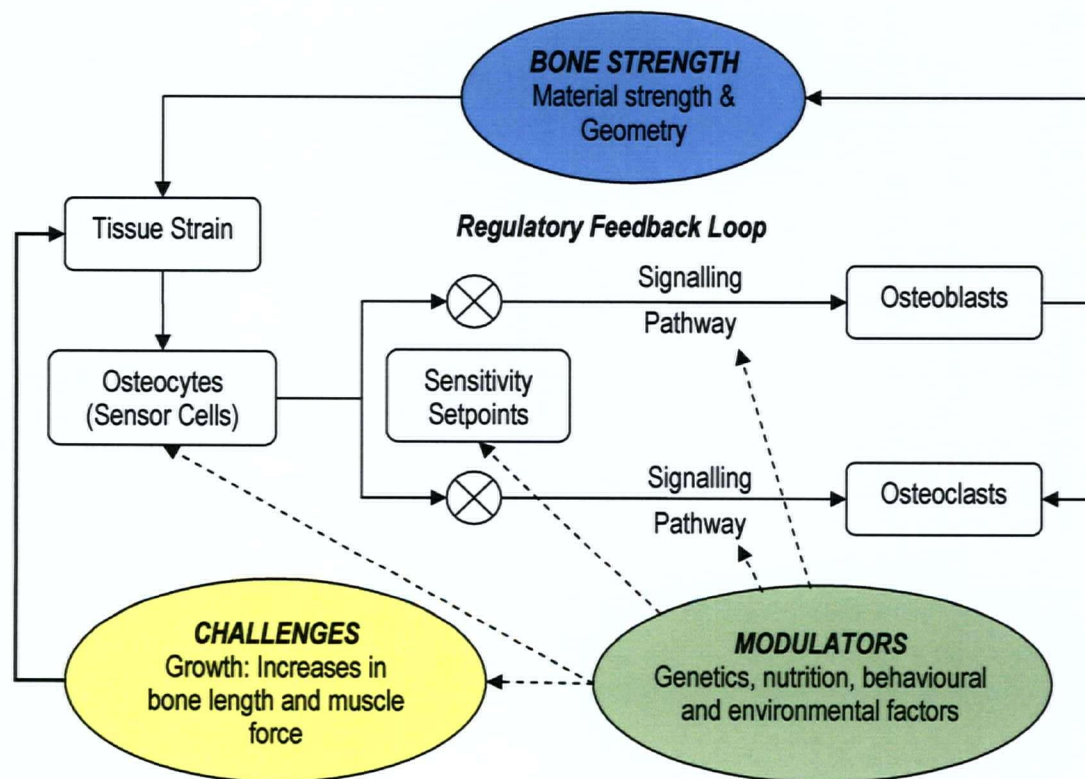 BONE STRENGTH
Material strength &
Geometry
Tissue Strain
Regulatory Feedback Loop
Signalling
Pathway
Osteoblasts
Osteocytes
(Sensor Cells)
Sensitivity
Setpoints
Signalling
Pathway
Osteoclasts
CHALLENGES
Growth: Increases in
bone length and muscle
force
MODULATORS
Genetics, nutrition, behavioural
and environmental factors